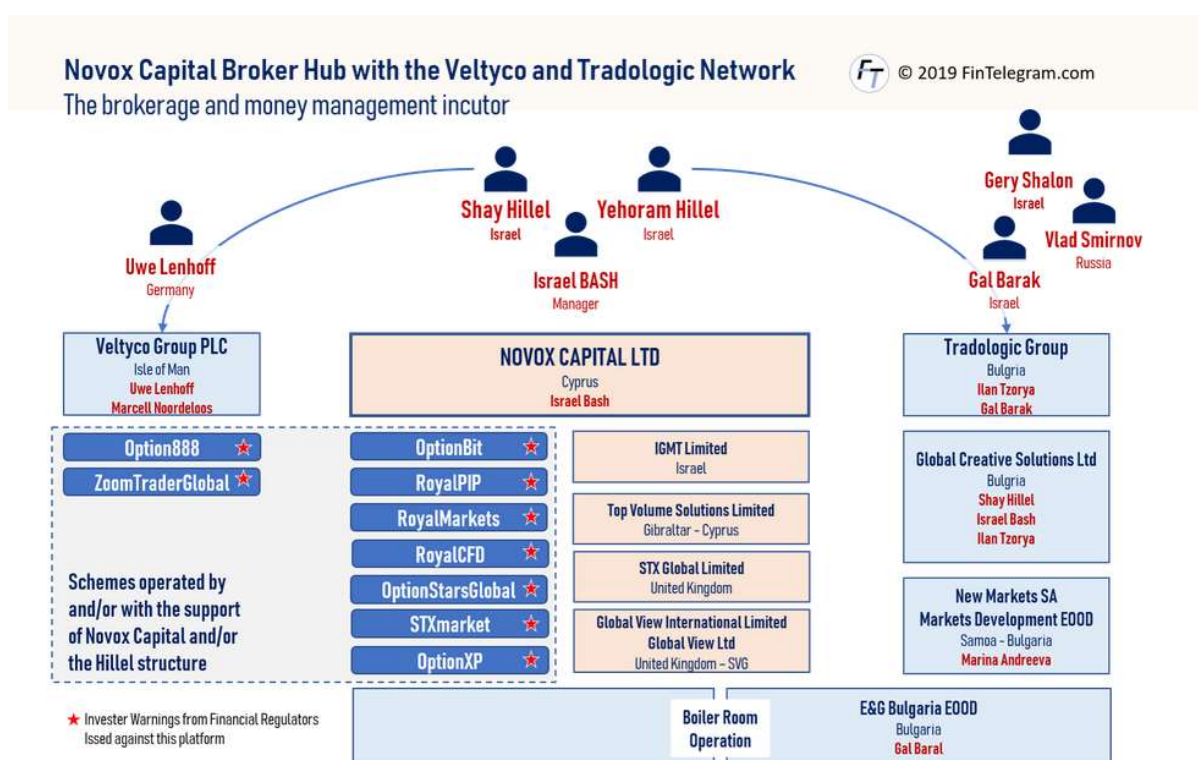 Novox Capital Broker Hub with the Veltyco and Tradologic Network
The brokerage and money management incutor
FT © 2019 FinTelegram.com
Shay Hillel
Israel
Yehoram Hillel
Israel
Gery Shalon
Israel
Vlad Smirnov
Russia
Uwe Lenhoff
Germany
Israel BASH
Manager
Gal Barak
Israel
Veltyco Group PLC
Isle of Man
Uwe Lenhoff
Marcell Noordeloos
NOVOX CAPITAL LTD
Cyprus
Israel Bash
Tradologic Group
Bulgria
Ilan Tzorya
Gal Barak
Option888
ZoomTraderGlobal
Schemes operated by
and/or with the support
of Novox Capital and/or
the Hillel structure
OptionBit
RoyalPIP
RoyalMarkets
RoyalCFD
OptionStarsGlobal
STXmarket
OptionXP
IGMT Limited
Israel
Top Volume Solutions Limited
Gibraltar - Cyprus
STX Global Limited
United Kingdom
Global View International Limited
Global View Ltd
United Kingdom – SVG
Global Creative Solutions Ltd
Bulgria
Shay Hillel
Israel Bash
Ilan Tzorya
New Markets SA
Markets Development EOOD
Samoa - Bulgaria
Marina Andreeva
Invester Warnings from Financial Regulators
Issed against this platform
Boiler Room
Operation
E&G Bulgaria EOOD
Bulgaria
Gal Baral